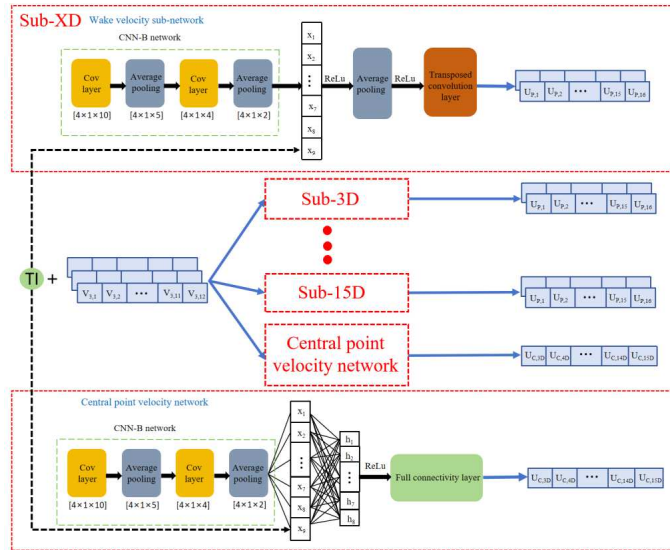 Sub-XD
Wake velocity sub-network
CNN-B network
Cov layer
Average pooling
Cov layer
Average pooling
[4×1×10]
[4×1×5]
[4×1×4]
[4×1×2]
x1
x2
⋮
x7
x8
x9
ReLu
Average pooling
ReLu
Transposed convolution layer
UP,1 UP,2 ··· UP,15 UP,16
TI +
V3,1 V3,2 ··· V3,11 V3,12
Sub-3D
UP,1 UP,2 ··· UP,15 UP,16
Sub-15D
UP,1 UP,2 ··· UP,15 UP,16
Central point velocity network
UC,3D UC,4D ··· UC,14D UC,15D
Central point velocity network
CNN-B network
Cov layer
Average pooling
Cov layer
Average pooling
[4×1×10]
[4×1×5]
[4×1×4]
[4×1×2]
x1
x2
⋮
x7
x8
x9
h1
h2
⋮
h7
h8
ReLu
Full connectivity layer
UC,3D UC,4D ··· UC,14D UC,15D